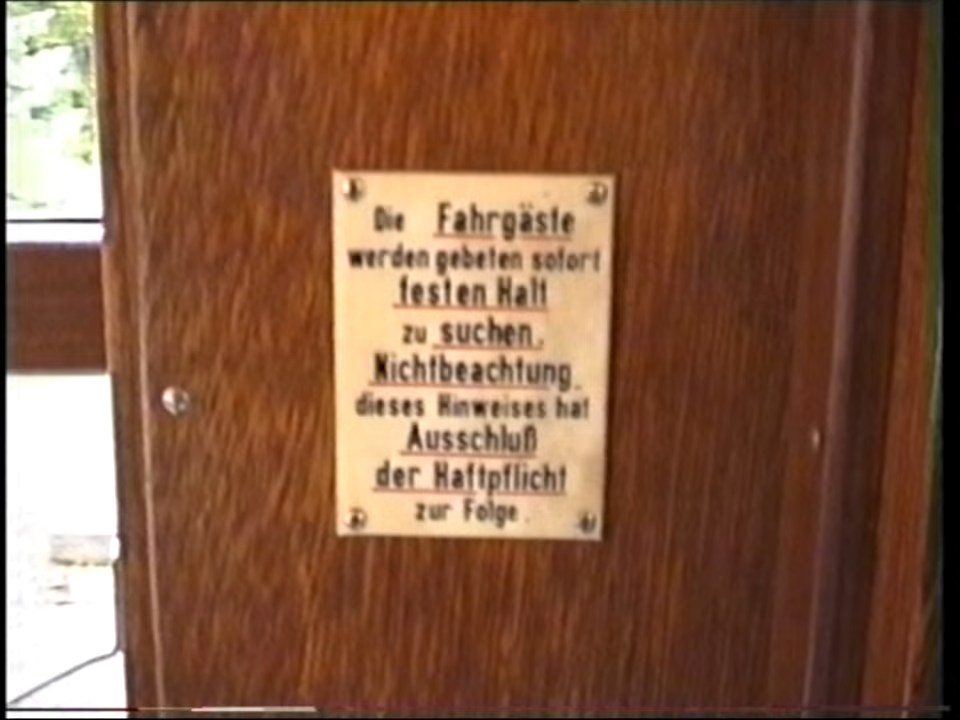 Die Fahrgäste
werden gebeten sofort
festen Halt
zu suchen.
Nichtbeachtung
dieses Hinweises hat
Ausschluß
der Haftpflicht
zur Folge.